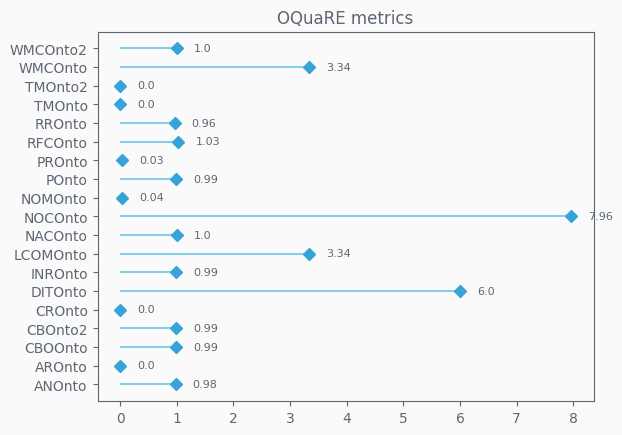 OQuaRE metrics
WMCOnto2 1.0
WMCOnto 3.34
TMOnto2 0.0
TMOnto 0.0
RROnto 0.96
RFCOnto 1.03
PROnto 0.03
POnto 0.99
NOMOnto 0.04
NOCOnto 7.96
NACOnto 1.0
LCOMOnto 3.34
INROnto 0.99
DITOnto 6.0
CROnto 0.0
CBOnto2 0.99
CBOOnto 0.99
AROnto 0.0
ANOnto 0.98
0 1 2 3 4 5 6 7 8